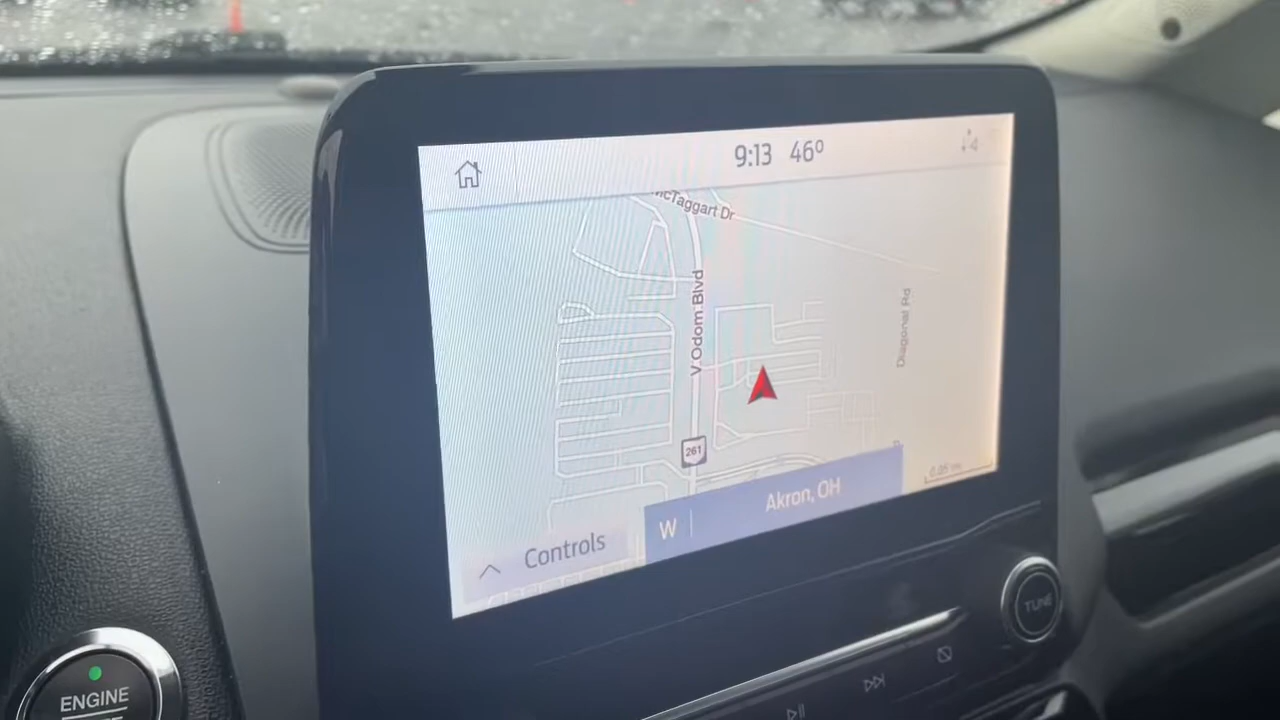 9:13 46°
McTaggart Dr
V.Odom Blvd
Diagonal Rd
261
Akron, OH
W
Controls
TUNE
ENGINE